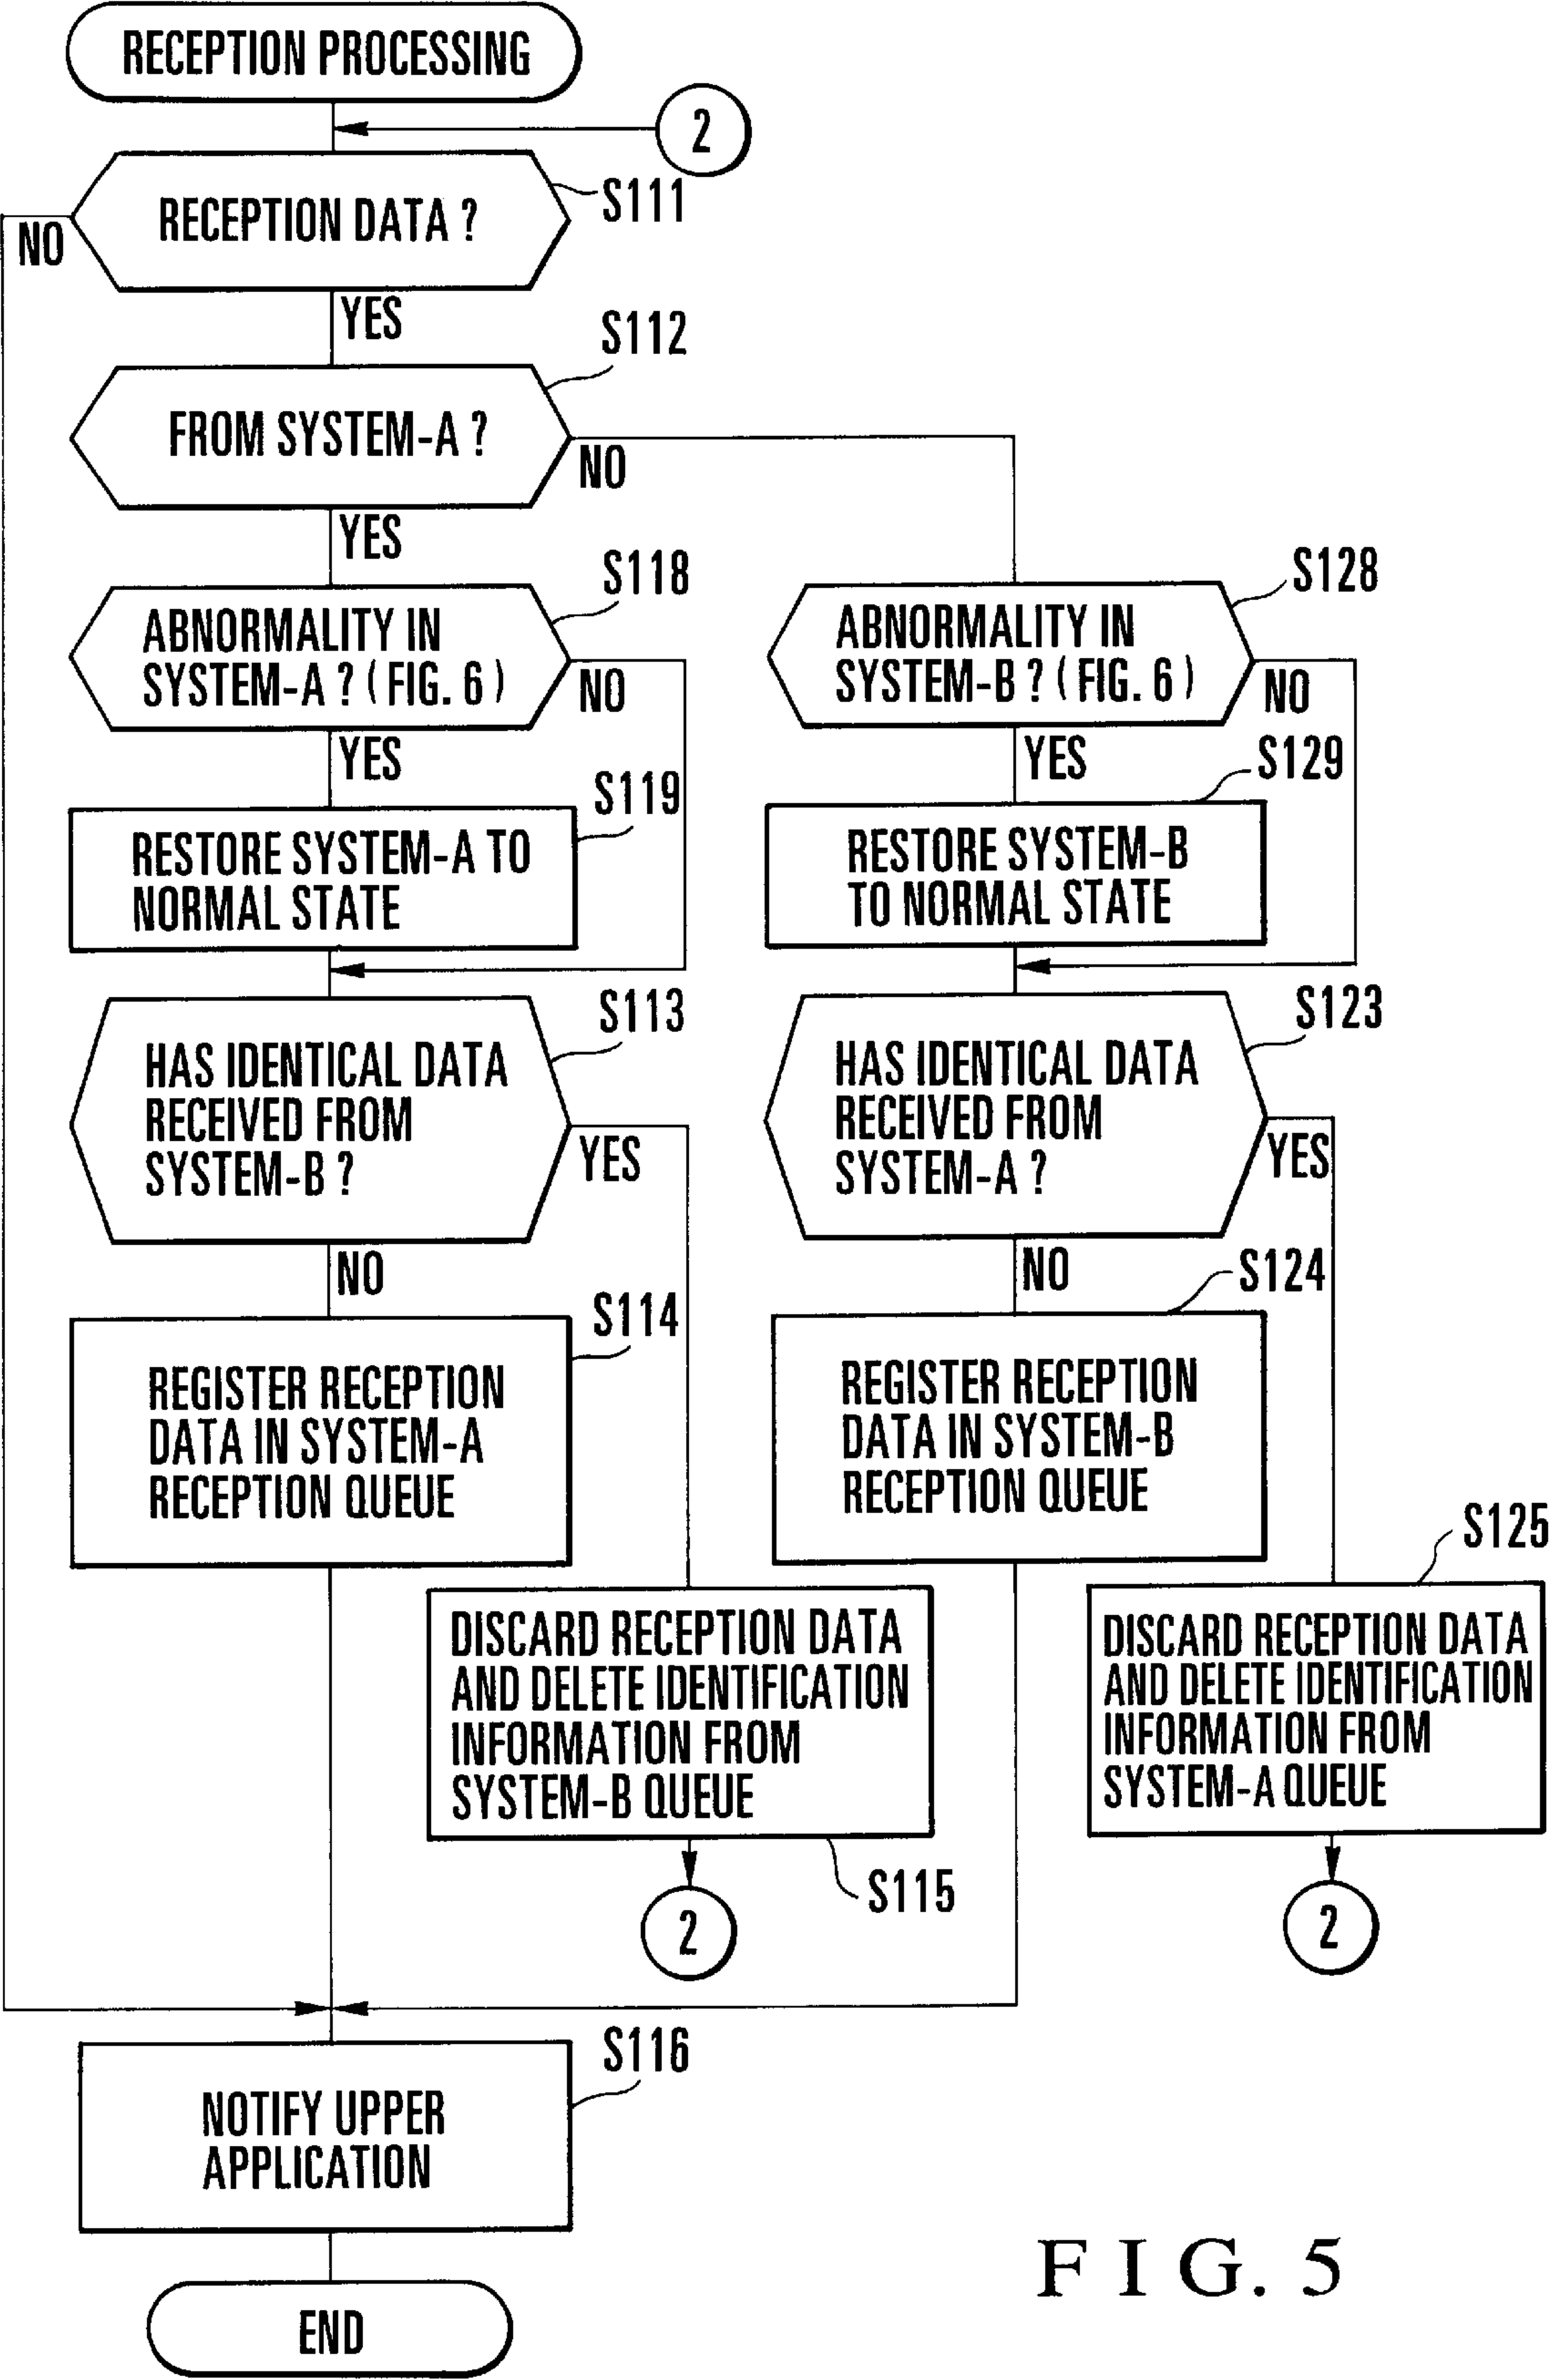 RECEPTION PROCESSING
2
RECEPTION DATA ?
S111
NO
YES
S112
FROM SYSTEM-A ?
NO
YES
S118
ABNORMALITY IN
SYSTEM-A ? ( FIG. 6 )
NO
YES
S119
RESTORE SYSTEM-A TO
NORMAL STATE
S113
HAS IDENTICAL DATA
RECEIVED FROM
SYSTEM-B ?
YES
NO
S114
REGISTER RECEPTION
DATA IN SYSTEM-A
RECEPTION QUEUE
DISCARD RECEPTION DATA
AND DELETE IDENTIFICATION
INFORMATION FROM
SYSTEM-B QUEUE
S115
2
S128
ABNORMALITY IN
SYSTEM-B ? ( FIG. 6 )
NO
YES
S129
RESTORE SYSTEM-B
TO NORMAL STATE
S123
HAS IDENTICAL DATA
RECEIVED FROM
SYSTEM-A ?
YES
NO
S124
REGISTER RECEPTION
DATA IN SYSTEM-B
RECEPTION QUEUE
S125
DISCARD RECEPTION DATA
AND DELETE IDENTIFICATION
INFORMATION FROM
SYSTEM-A QUEUE
2
S116
NOTIFY UPPER
APPLICATION
END
FIG. 5